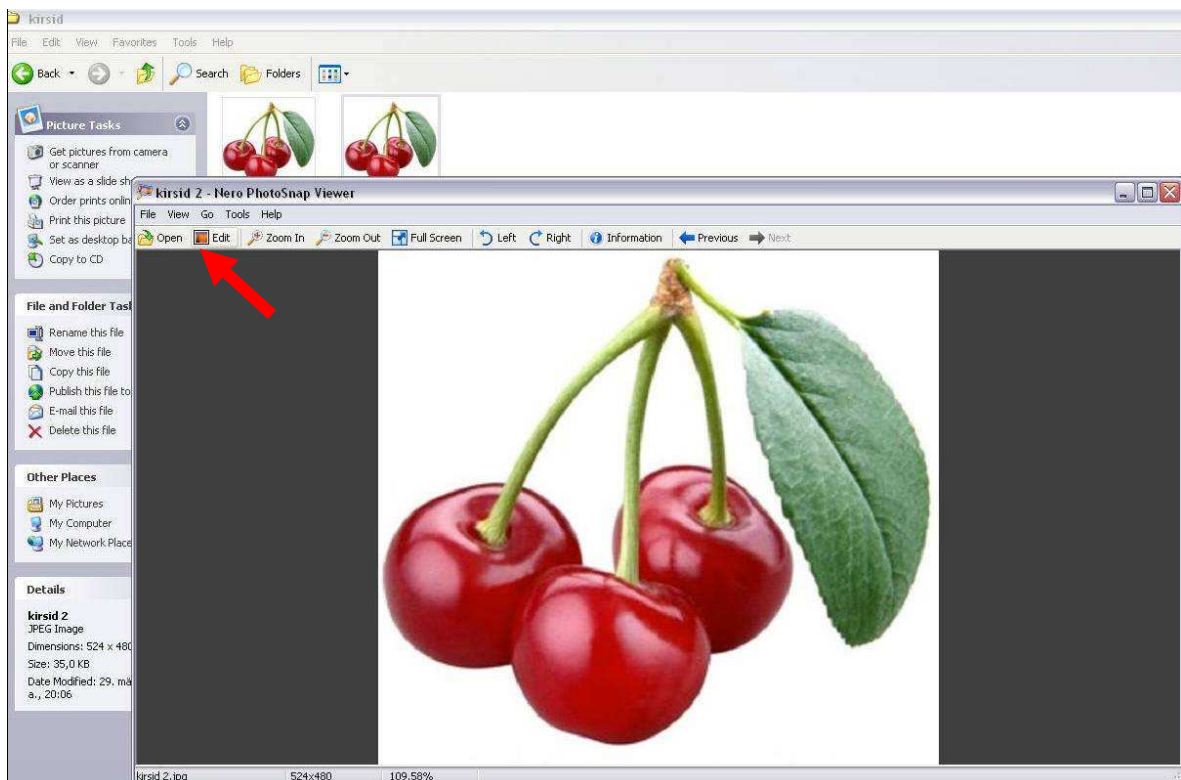 kirsid
File Edit View Favorites Tools Help
Back Search Folders
Picture Tasks
Get pictures from camera
or scanner
View as a slide
Order prints
Print this picture
Set as desktop
Copy to CD
File and Folder
Rename this file
Move this file
Copy this file
Publish this file to
E-mail this file
Delete this file
Other Places
My Pictures
My Computer
My Network
Details
kirsid 2
JPEG Image
Dimensions: 524 x 480
Size: 35,0 KB
Date Modified: 29.
a., 20:06
kirsid 2 - Nero PhotoSnap Viewer
File View Go Tools Help
Open Edit Zoom In Zoom Out Full Screen Left Right Information Previous Next
kirsid 2.jpg 524x480 109.58%